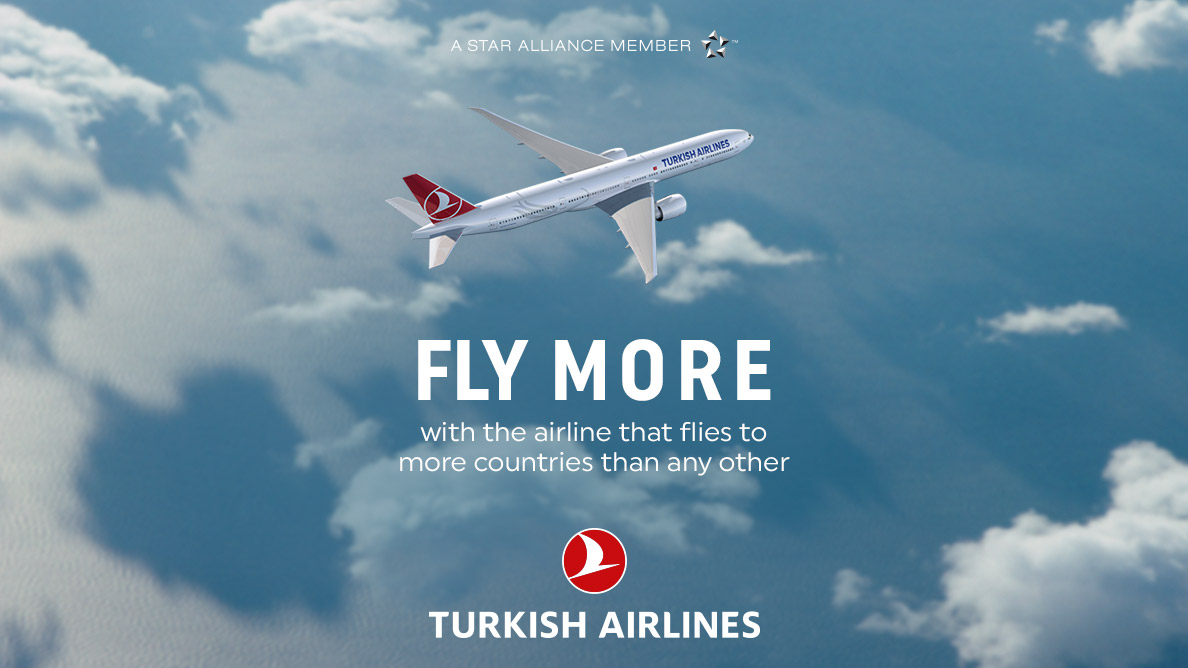 A STAR ALLIANCE MEMBER ™
TURKISH AIRLINES
FLY MORE
with the airline that flies to
more countries than any other
TURKISH AIRLINES